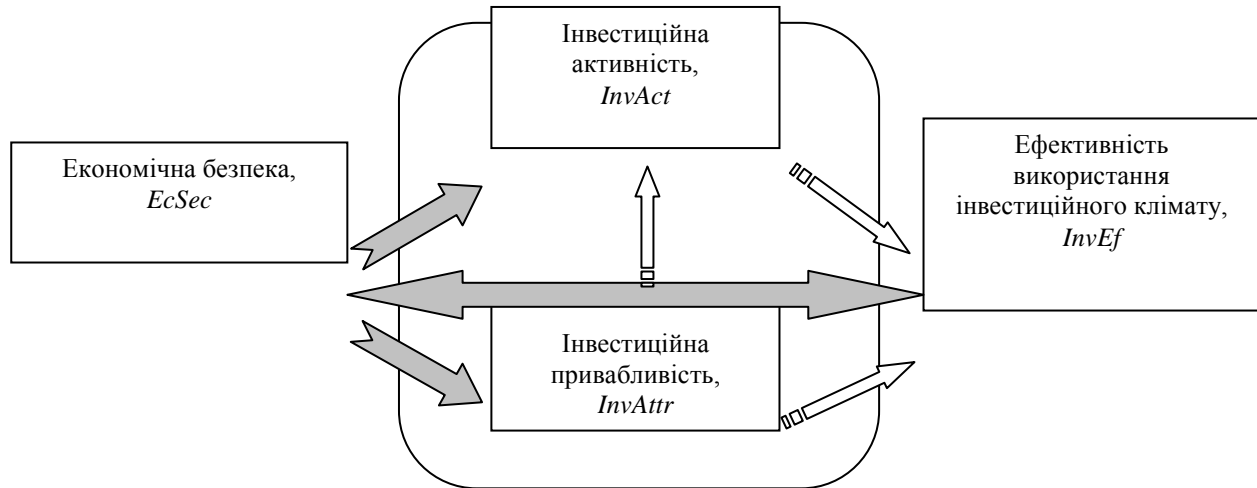 Інвестиційна
активність,
InvAct
Економічна безпека,
EcSec
Ефективність
використання
інвестиційного клімату,
InvEf
Інвестиційна
привабливість,
InvAttr